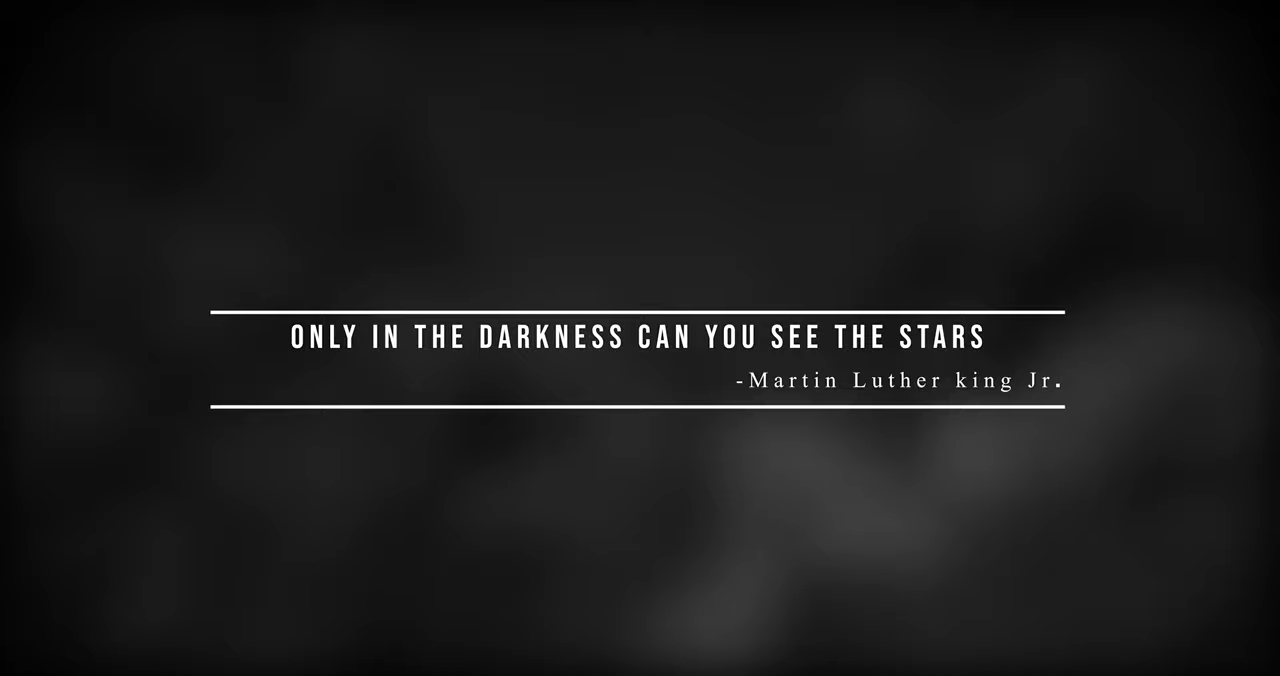 ONLY IN THE DARKNESS CAN YOU SEE THE STARS
-Martin Luther king Jr.